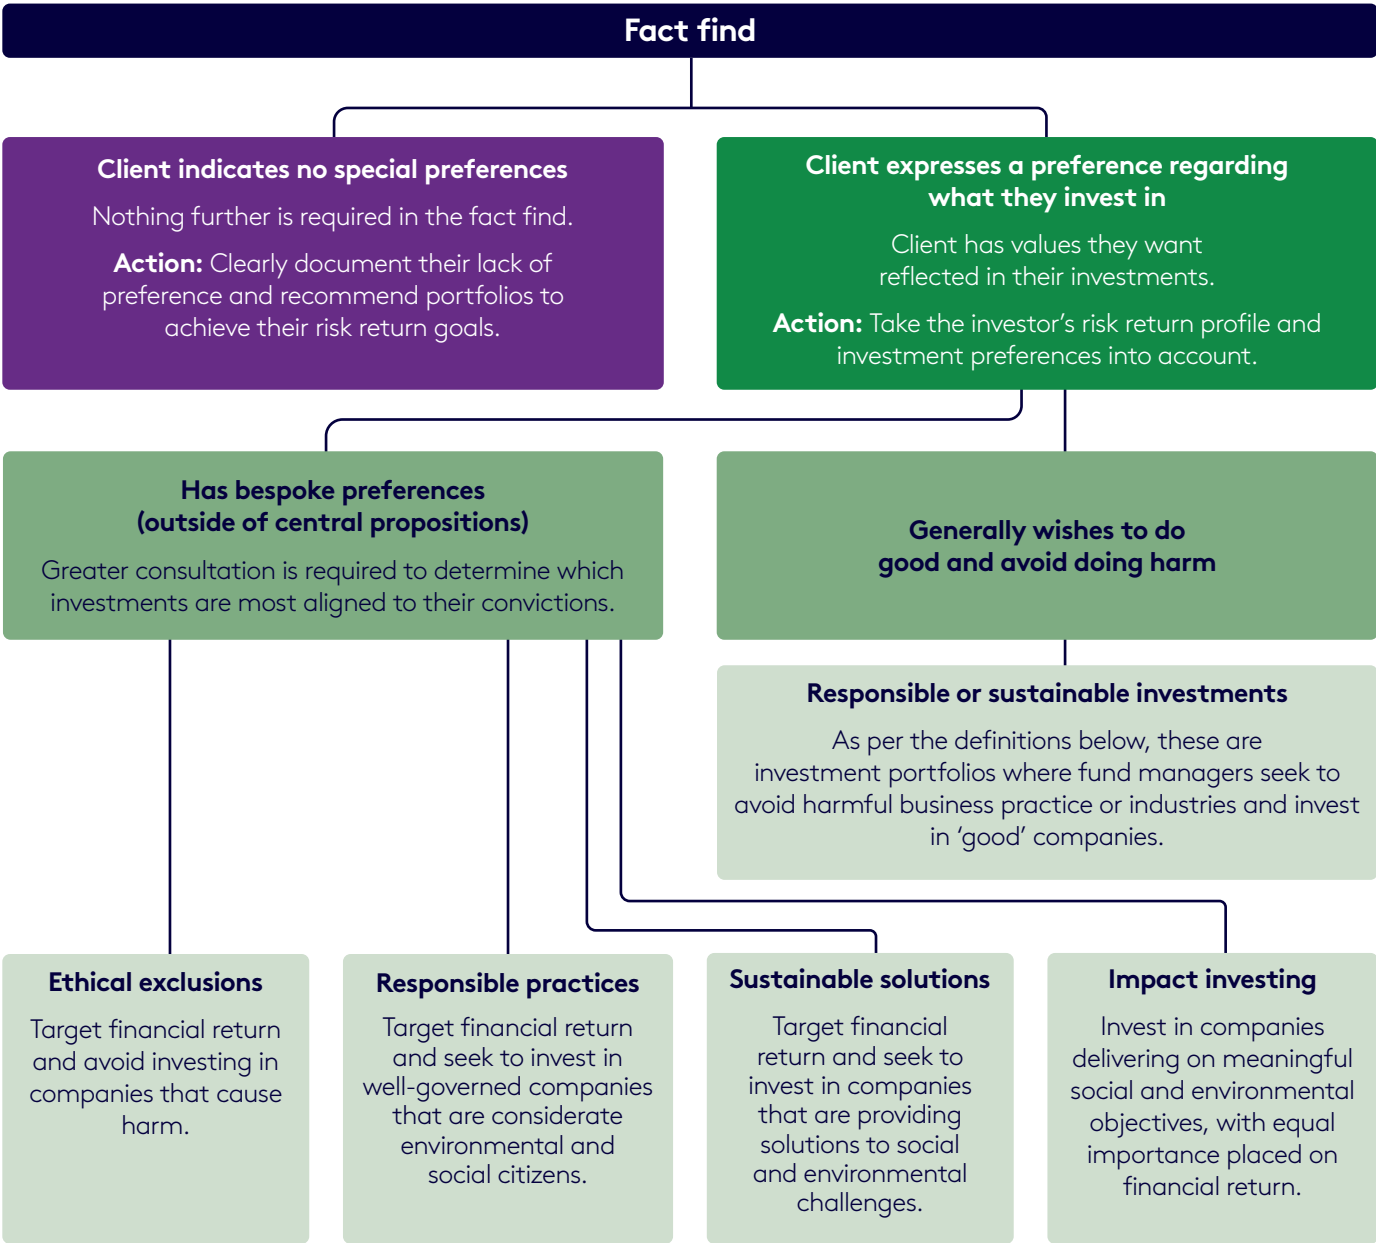 Fact find
Client indicates no special preferences
Nothing further is required in the fact find.
Action: Clearly document their lack of
preference and recommend portfolios to
achieve their risk return goals.
Client expresses a preference regarding
what they invest in
Client has values they want
reflected in their investments.
Action: Take the investor’s risk return profile and
investment preferences into account.
Has bespoke preferences
(outside of central propositions)
Greater consultation is required to determine which
investments are most aligned to their convictions.
Generally wishes to do
good and avoid doing harm
Responsible or sustainable investments
As per the definitions below, these are
investment portfolios where fund managers seek to
avoid harmful business practice or industries and invest
in ‘good’ companies.
Ethical exclusions
Target financial return
and avoid investing in
companies that cause
harm.
Responsible practices
Target financial return
and seek to invest in
well-governed companies
that are considerate
environmental and
social citizens.
Sustainable solutions
Target financial
return and seek to
invest in companies
that are providing
solutions to social
and environmental
challenges.
Impact investing
Invest in companies
delivering on meaningful
social and environmental
objectives, with equal
importance placed on
financial return.